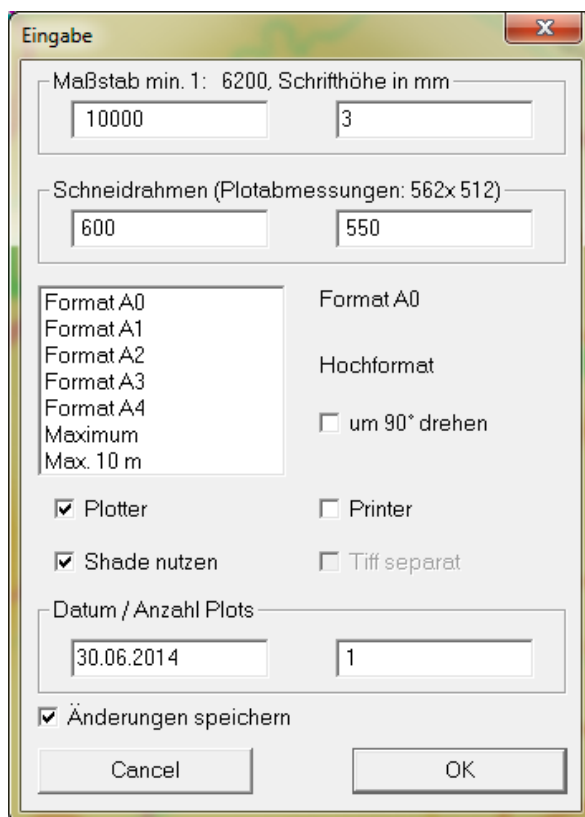 Eingabe
Maßstab min. 1:   6200, Schrifthöhe in mm
10000 3
Schneidrahmen (Plotabmessungen: 562x 512)
600 550
Format A0
Format A1
Format A2
Format A3
Format A4
Maximum
Max. 10 m
Format A0
Hochformat
um 90° drehen
Plotter
Printer
Shade nutzen
Tiff separat
Datum / Anzahl Plots
30.06.2014 1
Änderungen speichern
Cancel OK